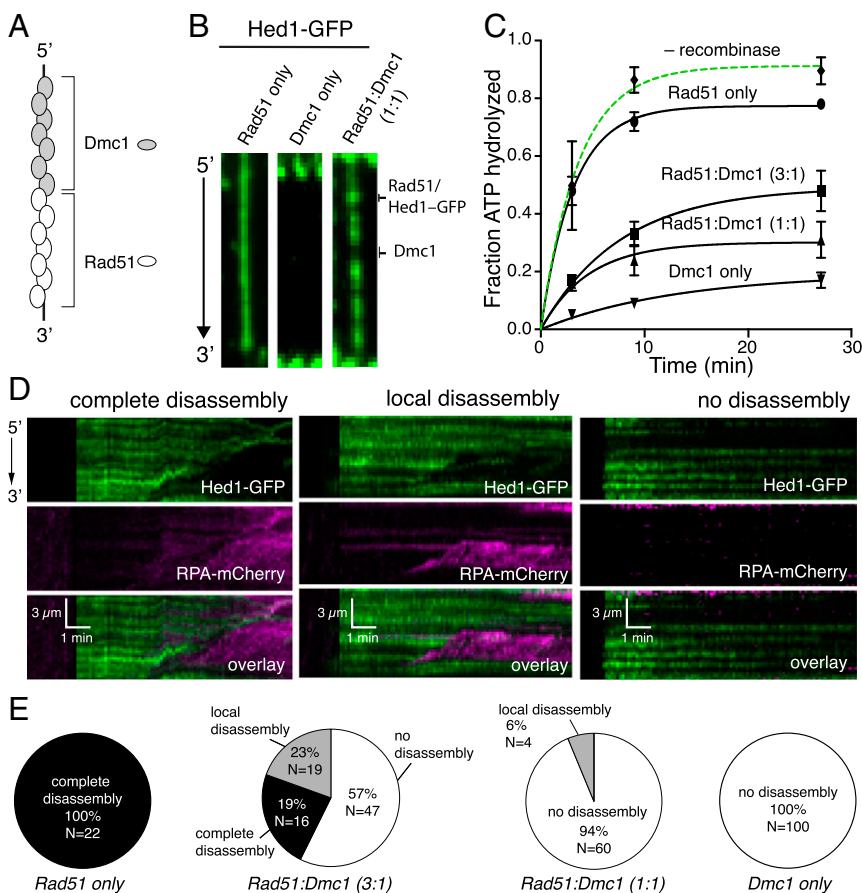 A
5’
Dmc1
Rad51
3’
B
Hed1-GFP
Rad51 only
Dmc1 only
Rad51:Dmc1
(1:1)
5’
3’
Rad51/
Hed1–GFP
Dmc1
C
Fraction ATP hydrolyzed
1.0
0.8
0.6
0.4
0.2
0.0
0
10
20
30
Time (min)
– recombinase
Rad51 only
Rad51:Dmc1 (3:1)
Rad51:Dmc1 (1:1)
Dmc1 only
D
complete disassembly
local disassembly
no disassembly
5’
3’
Hed1-GFP
Hed1-GFP
Hed1-GFP
RPA-mCherry
RPA-mCherry
RPA-mCherry
3 µm
1 min
overlay
3 µm
1 min
overlay
3 µm
1 min
overlay
E
complete
disassembly
100%
N=22
Rad51 only
local
disassembly
23%
N=19
no
disassembly
57%
N=47
19%
N=16
complete
disassembly
Rad51:Dmc1 (3:1)
local disassembly
6%
N=4
no disassembly
94%
N=60
Rad51:Dmc1 (1:1)
no disassembly
100%
N=100
Dmc1 only